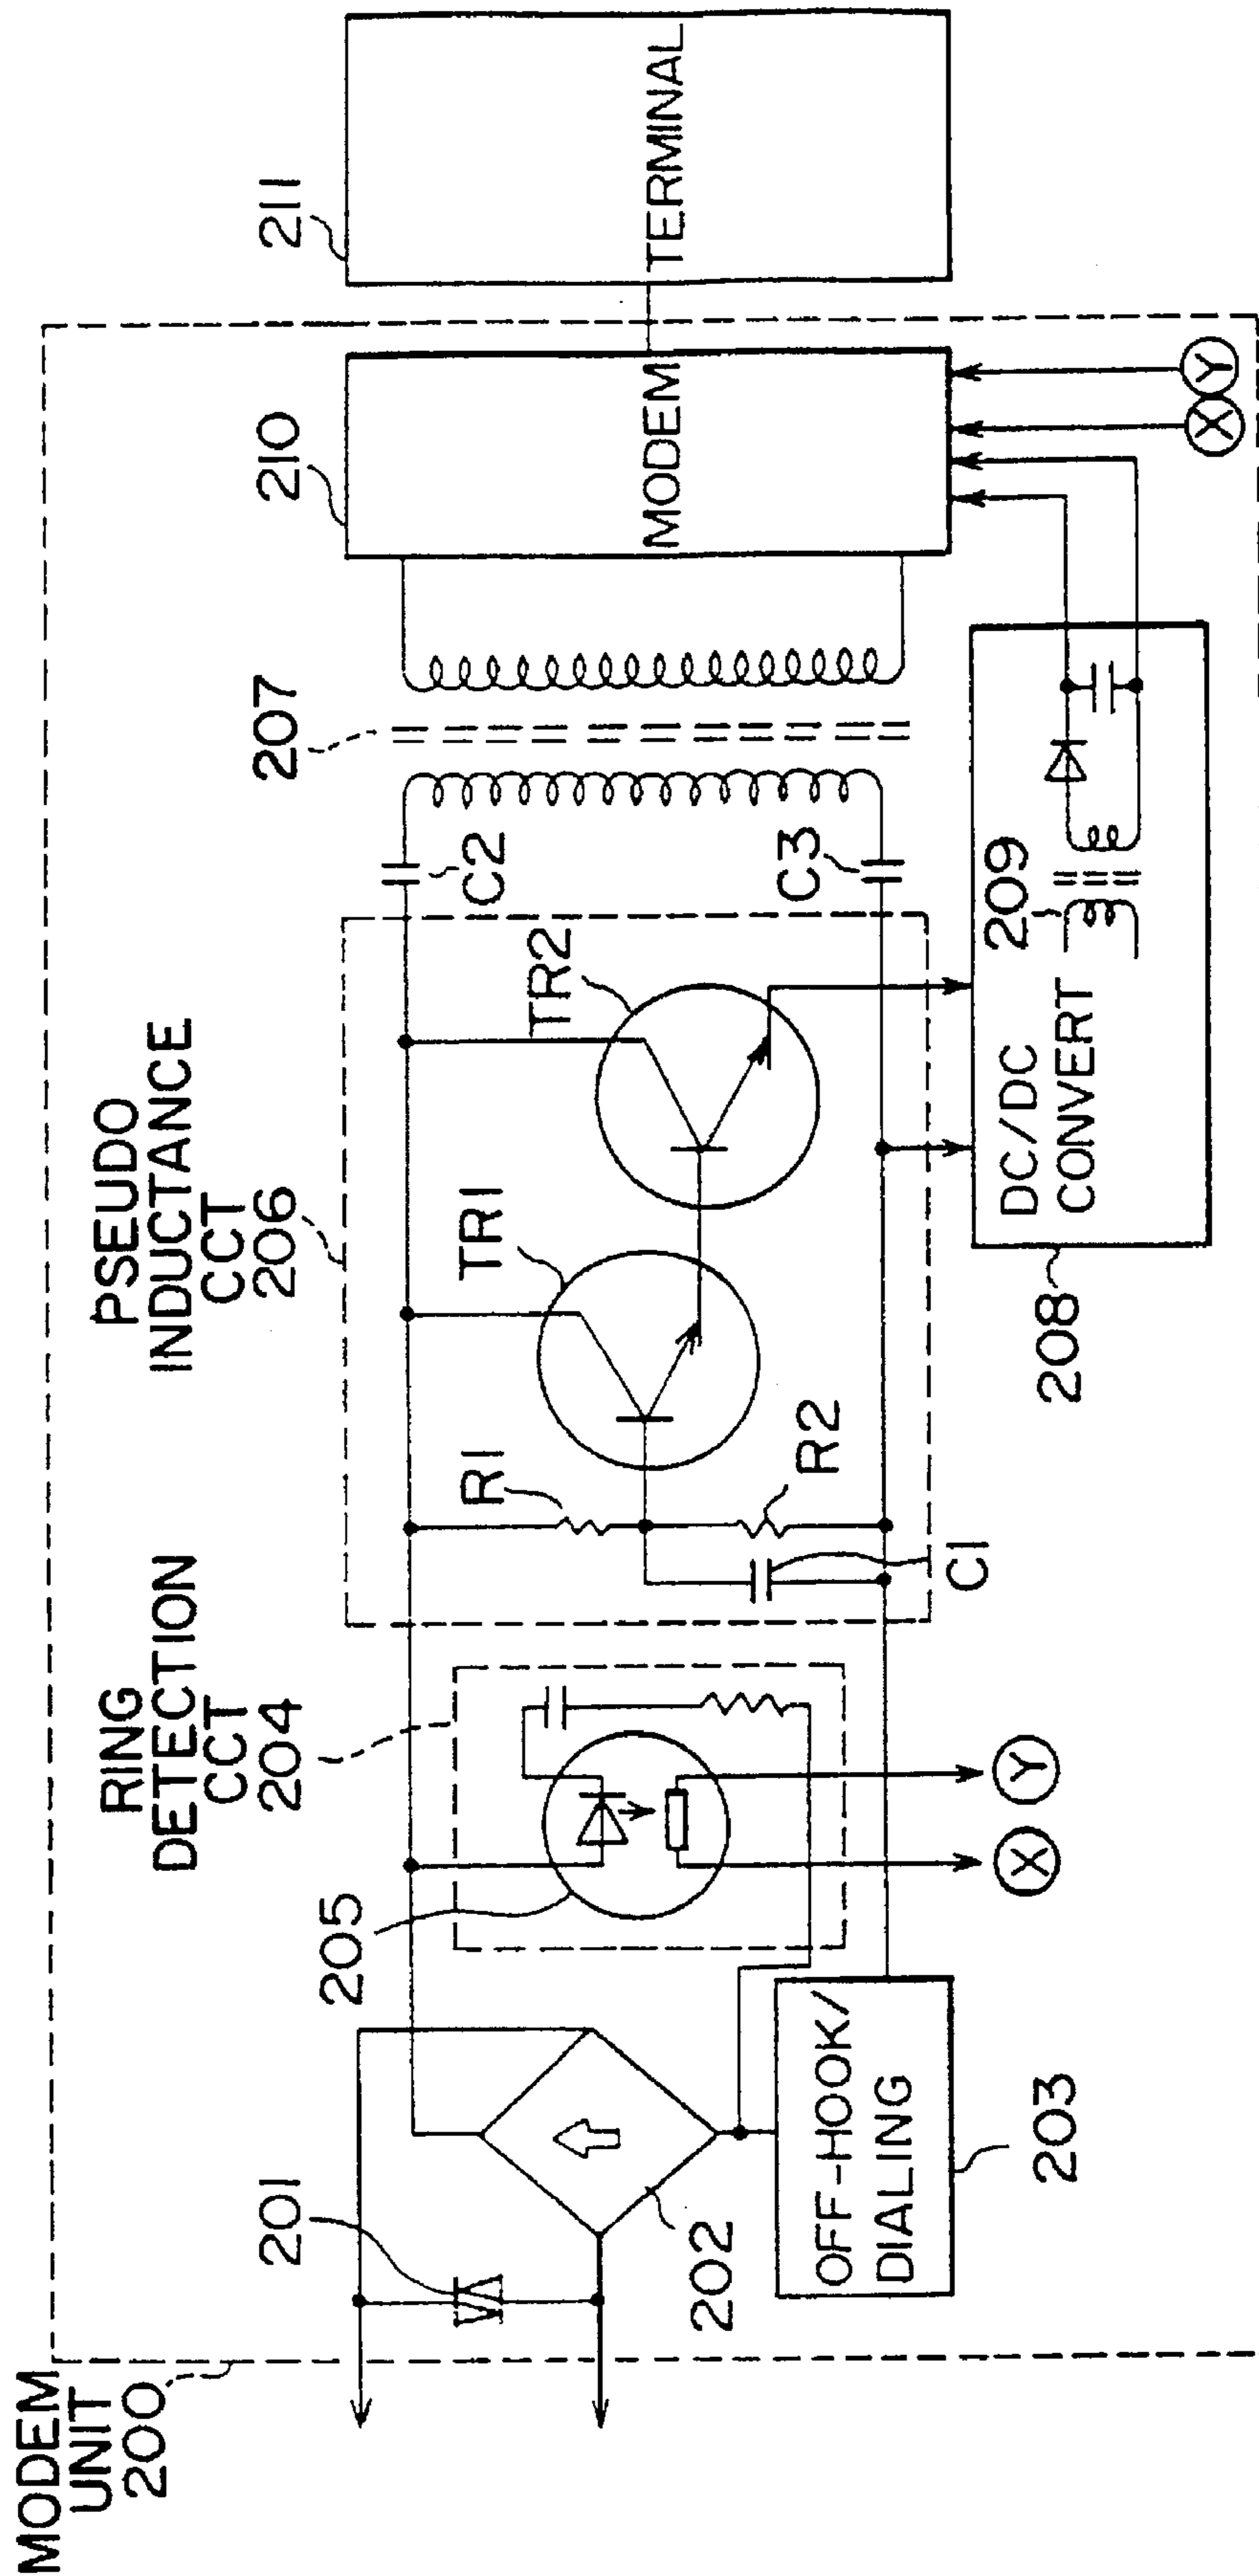 MODEM
UNIT
200
201
202
OFF-HOOK/
DIALING
203
RING
DETECTION
CCT
204
205
X
Y
PSEUDO
INDUCTANCE
CCT
206
R1
R2
C1
TR1
TR2
C2
C3
207
DC/DC
CONVERT
208
209
MODEM
210
X
Y
TERMINAL
211